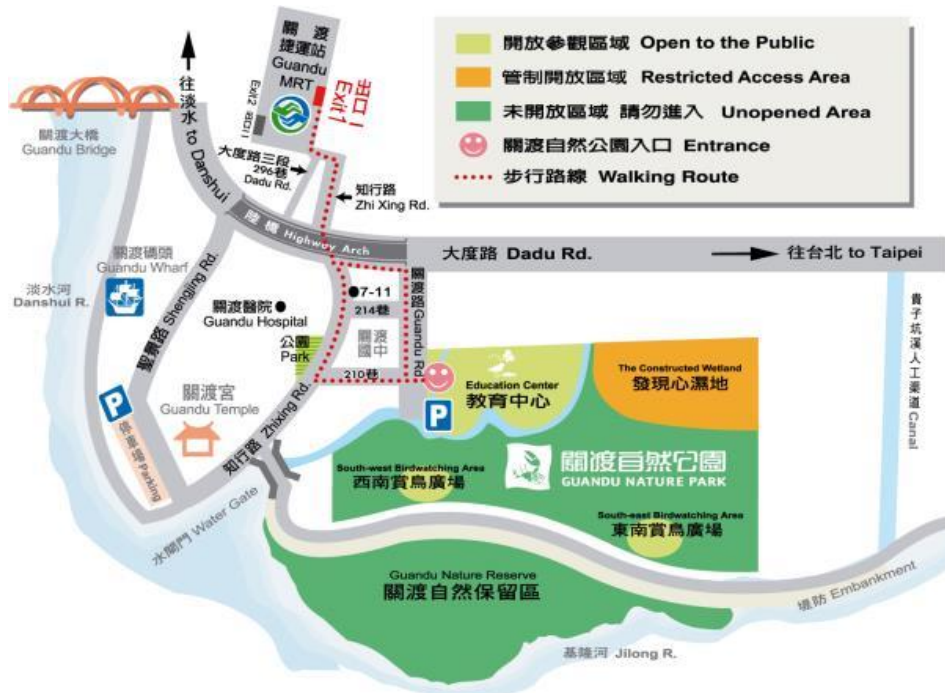 關渡
捷運站
Guandu
MRT
出口1
Exit1
Exit2 出口
往淡水 to Danshui
關渡大橋
Guandu Bridge
大度路三段
296巷
Dadu Rd.
知行路
Zhi Xing Rd.
開放參觀區域 Open to the Public
管制開放區域 Restricted Access Area
未開放區域 請勿進入 Unopened Area
關渡自然公園入口 Entrance
步行路線 Walking Route
陸橋 Highway Arch
大度路 Dadu Rd.
往台北 to Taipei
關渡碼頭
Guandu Wharf
淡水河
Danshui R.
聖景路 Shengjing Rd.
關渡醫院
Guandu Hospital
7-11
214巷
關渡
國中
210巷
關渡路 Guandu Rd
公園
Park
貴子坑溪人工渠道 Canal
Education Center
教育中心
The Constructed Wetland
發現心濕地
P
關渡宮
Guandu Temple
知行路 Zhixing Rd.
P
停車場 Parking
關渡自然公園
GUANDU NATURE PARK
South-west Birdwatching Area
西南賞鳥廣場
South-east Birdwatching Area
東南賞鳥廣場
水閘門 Water Gate
Guandu Nature Reserve
關渡自然保留區
堤防 Embankment
基隆河 Jilong R.